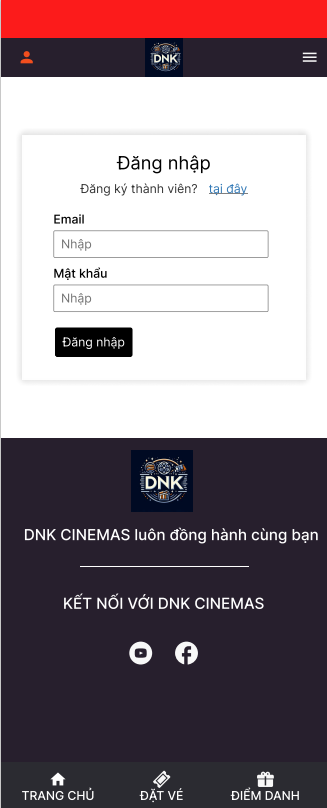 DNK
Đăng nhập
Đăng ký thành viên? tại đây
Email
Nhập
Mật khẩu
Nhập
Đăng nhập
DNK
DNK CINEMAS luôn đồng hành cùng bạn
KẾT NỐI VỚI DNK CINEMAS
TRANG CHỦ ĐẶT VÉ ĐIỂM DANH